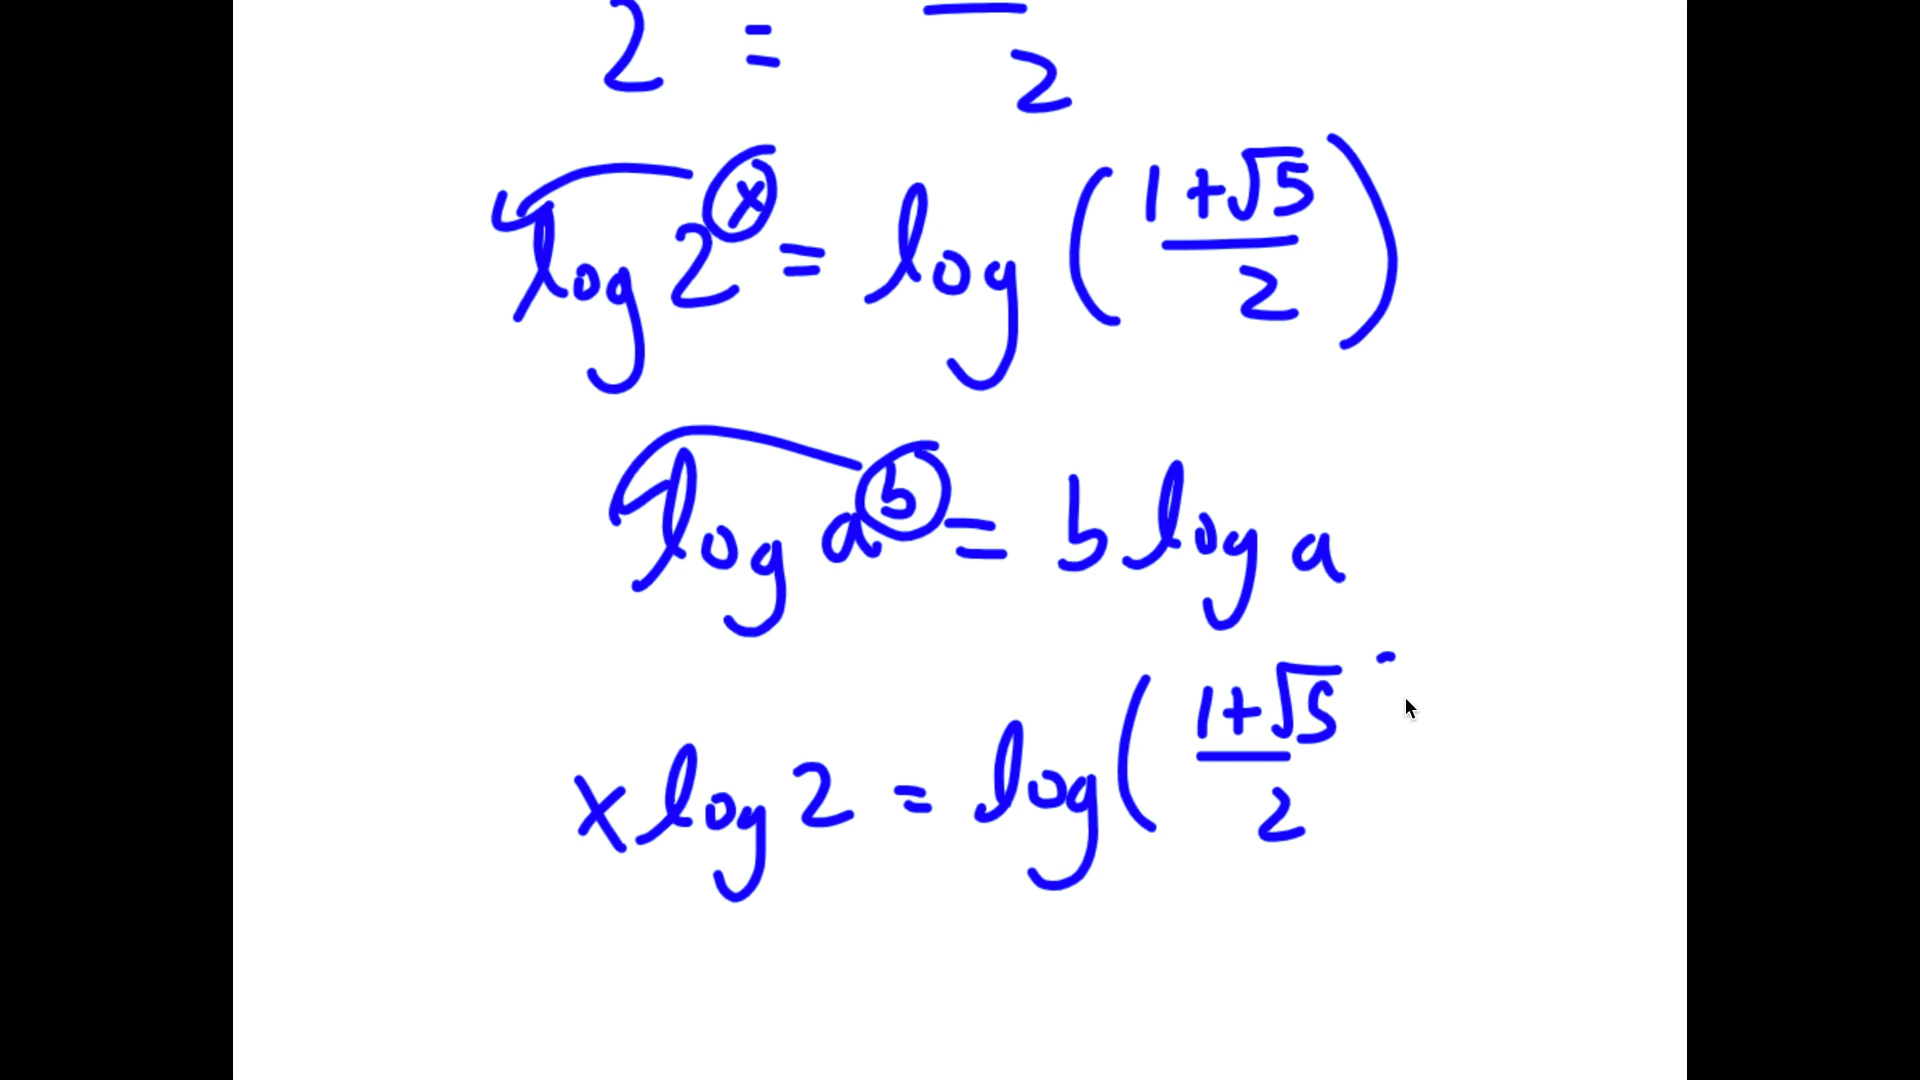 2 = ‾/2
log 2^x = log ( (1+√5)/2 )
log a^b = b log a
x log 2 = log ( (1+√5)/2